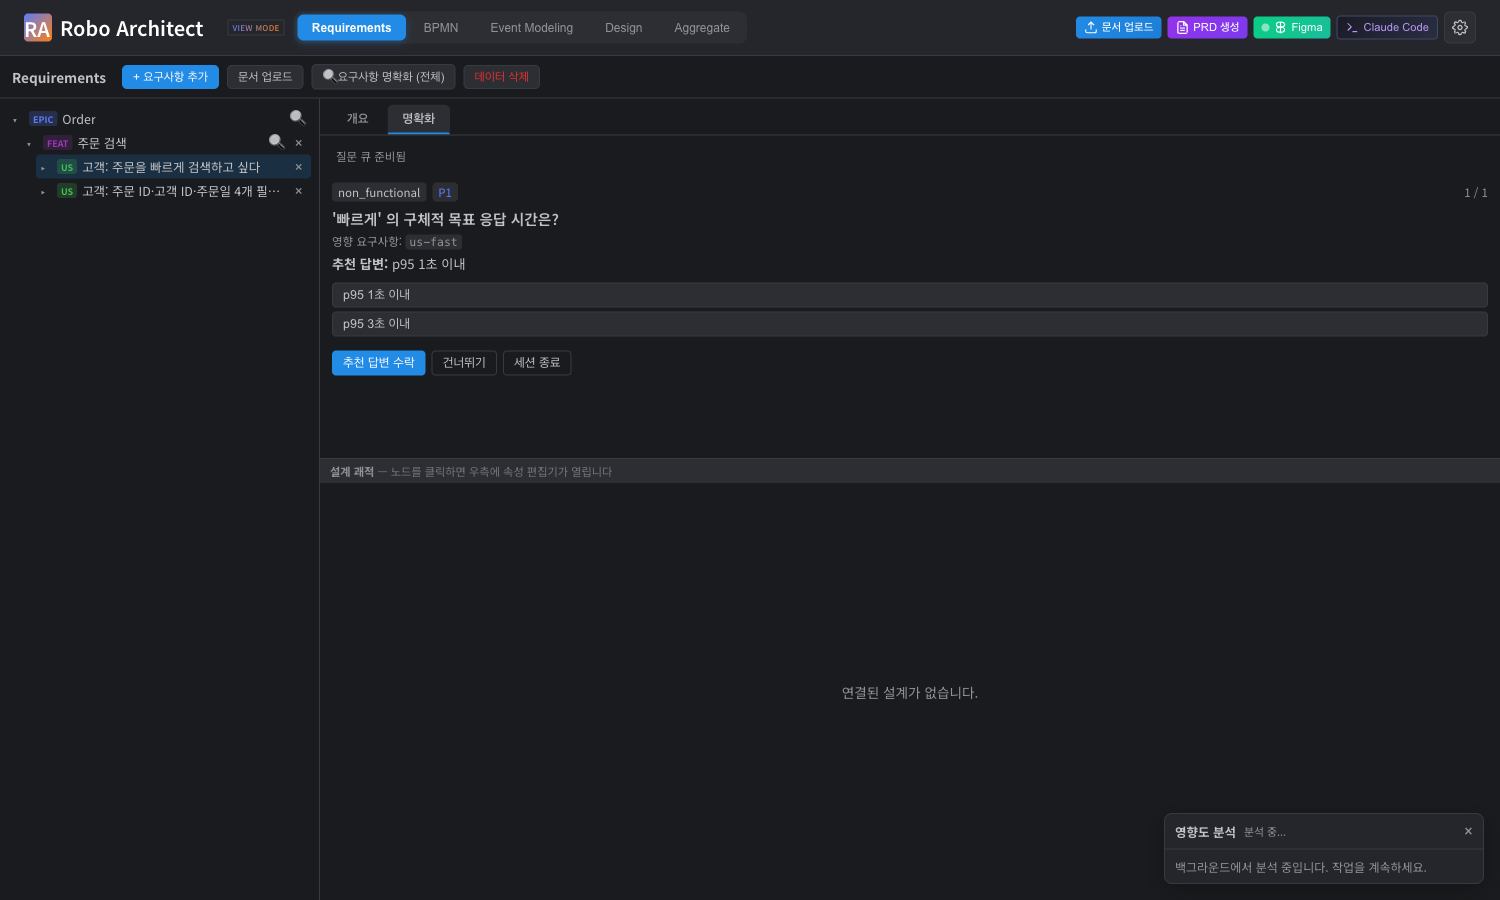 RA Robo Architect VIEW MODE Requirements BPMN Event Modeling Design Aggregate 문서 업로드 PRD 생성 Figma >_ Claude Code
Requirements + 요구사항 추가 문서 업로드 요구사항 명확화 (전체) 데이터 삭제
EPIC Order
FEAT 주문 검색 ×
US 고객: 주문을 빠르게 검색하고 싶다 ×
US 고객: 주문 ID·고객 ID·주문일 4개 필… ×
개요 명확화
질문 큐 준비됨
non_functional P1 1 / 1
'빠르게' 의 구체적 목표 응답 시간은?
영향 요구사항: us-fast
추천 답변: p95 1초 이내
p95 1초 이내
p95 3초 이내
추천 답변 수락 건너뛰기 세션 종료
설계 궤적 — 노드를 클릭하면 우측에 속성 편집기가 열립니다
연결된 설계가 없습니다.
영향도 분석 분석 중... ×
백그라운드에서 분석 중입니다. 작업을 계속하세요.